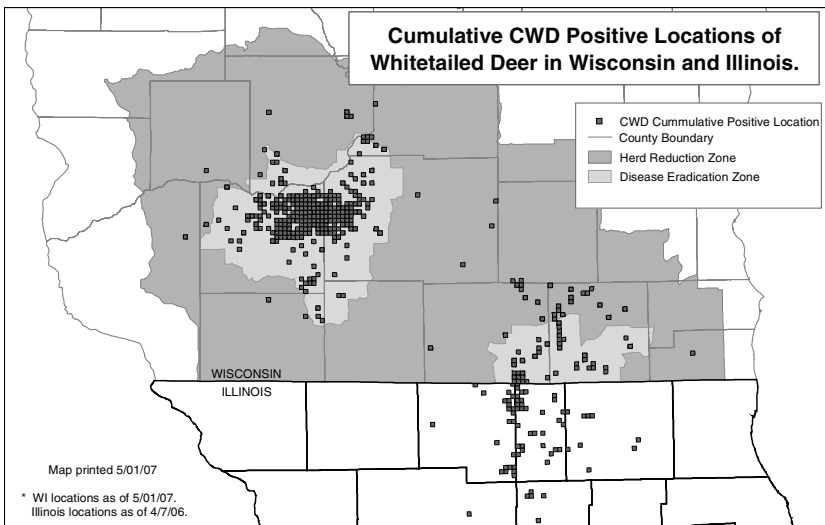 Cumulative CWD Positive Locations of
Whitetailed Deer in Wisconsin and Illinois.
CWD Cummulative Positive Location
County Boundary
Herd Reduction Zone
Disease Eradication Zone
WISCONSIN
ILLINOIS
Map printed 5/01/07
* WI locations as of 5/01/07.
Illinois locations as of 4/7/06.